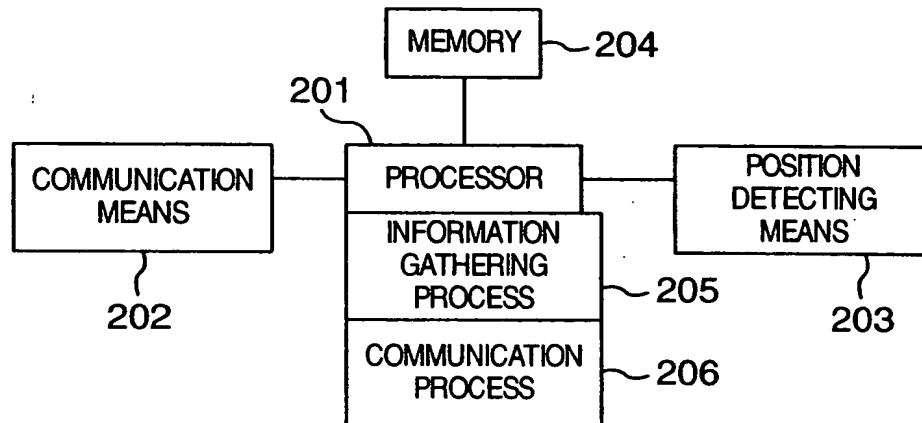 MEMORY
204
201
COMMUNICATION
MEANS
202
PROCESSOR
POSITION
DETECTING
MEANS
203
INFORMATION
GATHERING
PROCESS
205
COMMUNICATION
PROCESS
206